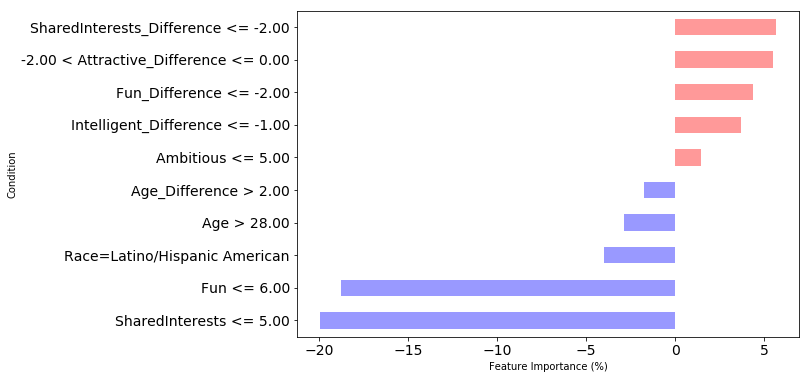 SharedInterests_Difference <= -2.00
-2.00 < Attractive_Difference <= 0.00
Fun_Difference <= -2.00
Intelligent_Difference <= -1.00
Ambitious <= 5.00
Age_Difference > 2.00
Age > 28.00
Race=Latino/Hispanic American
Fun <= 6.00
SharedInterests <= 5.00
Condition
−20 −15 −10 −5 0 5
Feature Importance (%)